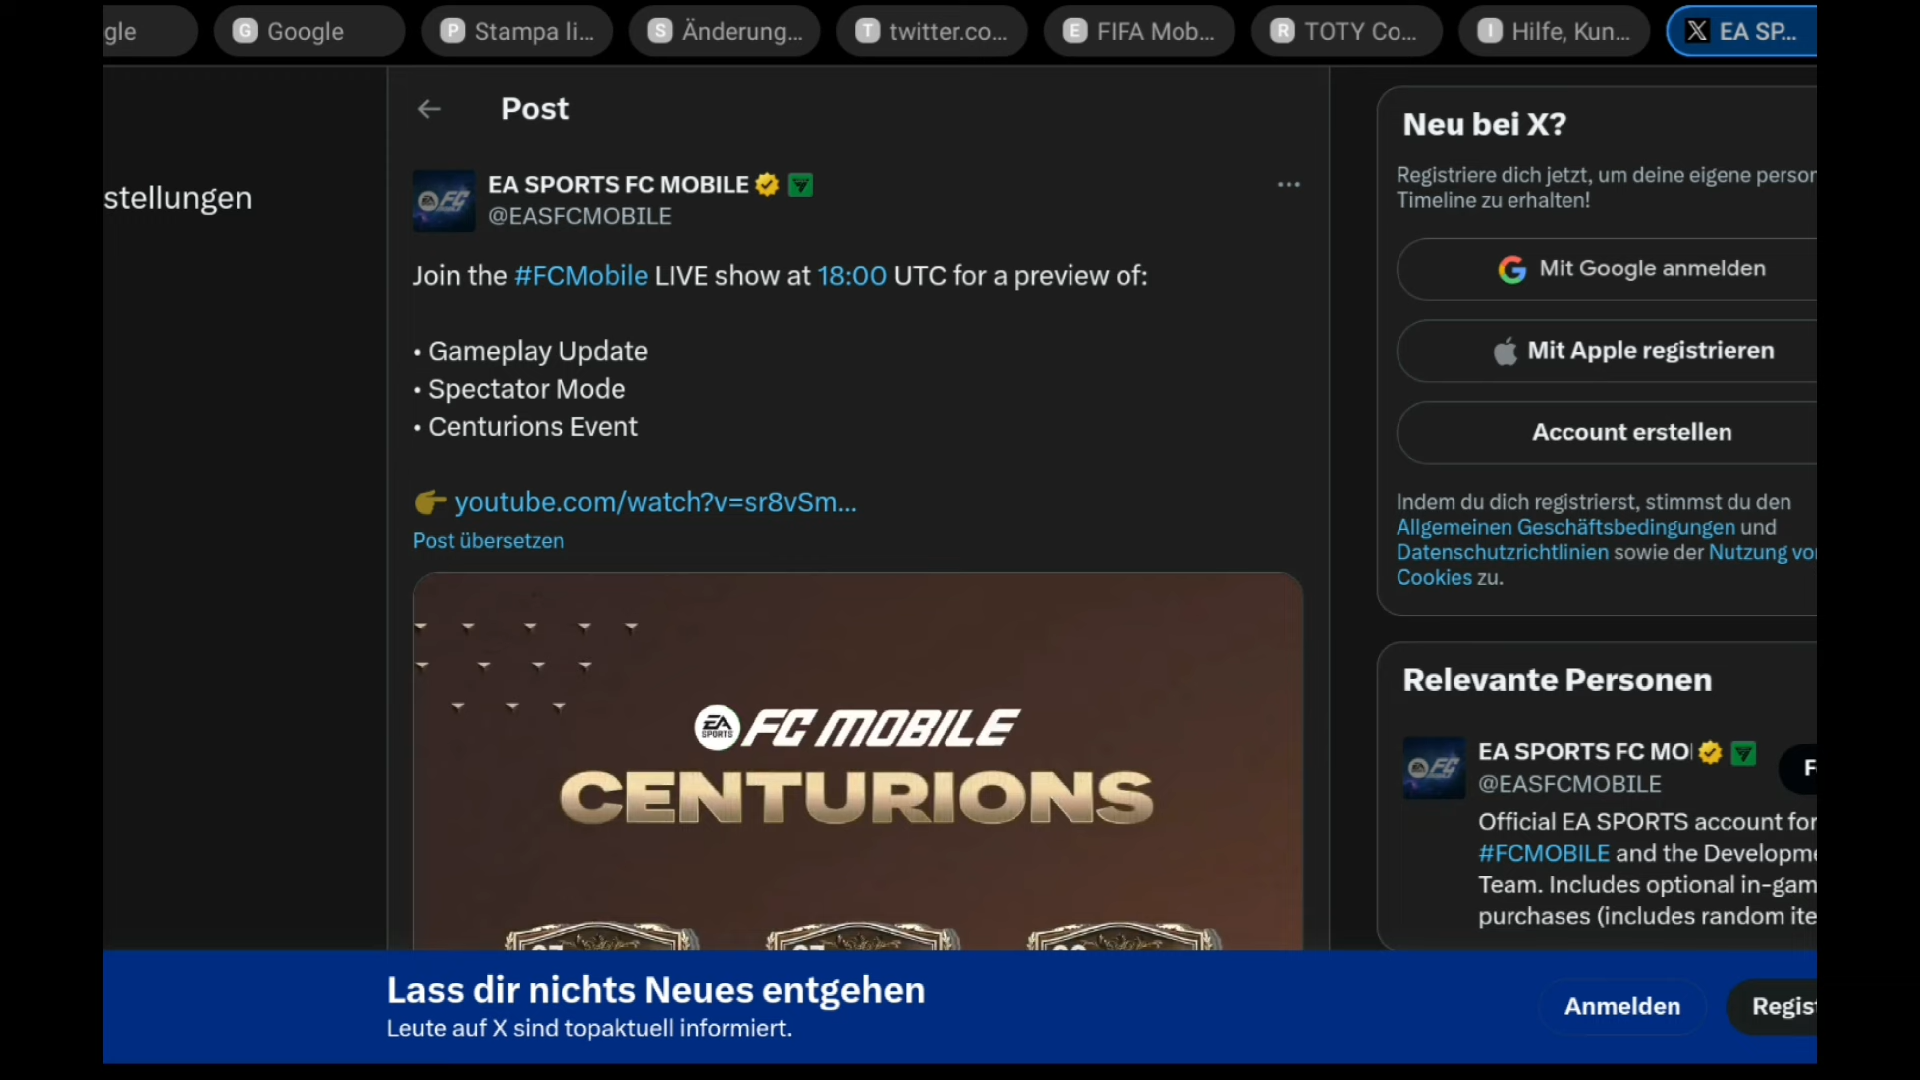 gle
G Google
P Stampa li...
S Änderung...
T twitter.co...
E FIFA Mob...
R TOTY Co...
I Hilfe, Kun...
X EA SP...
stellungen
Post
EA SPORTS FC MOBILE
@EASFCMOBILE
Join the #FCMobile LIVE show at 18:00 UTC for a preview of:
• Gameplay Update
• Spectator Mode
• Centurions Event
👉 youtube.com/watch?v=sr8vSm...
Post übersetzen
EA SPORTS FC MOBILE
CENTURIONS
Neu bei X?
Registriere dich jetzt, um deine eigene person
Timeline zu erhalten!
Mit Google anmelden
Mit Apple registrieren
Account erstellen
Indem du dich registrierst, stimmst du den
Allgemeinen Geschäftsbedingungen und
Datenschutzrichtlinien sowie der Nutzung vo
Cookies zu.
Relevante Personen
EA SPORTS FC MO
@EASFCMOBILE
F
Official EA SPORTS account for
#FCMOBILE and the Developme
Team. Includes optional in-gam
purchases (includes random ite
Lass dir nichts Neues entgehen
Leute auf X sind topaktuell informiert.
Anmelden
Regist